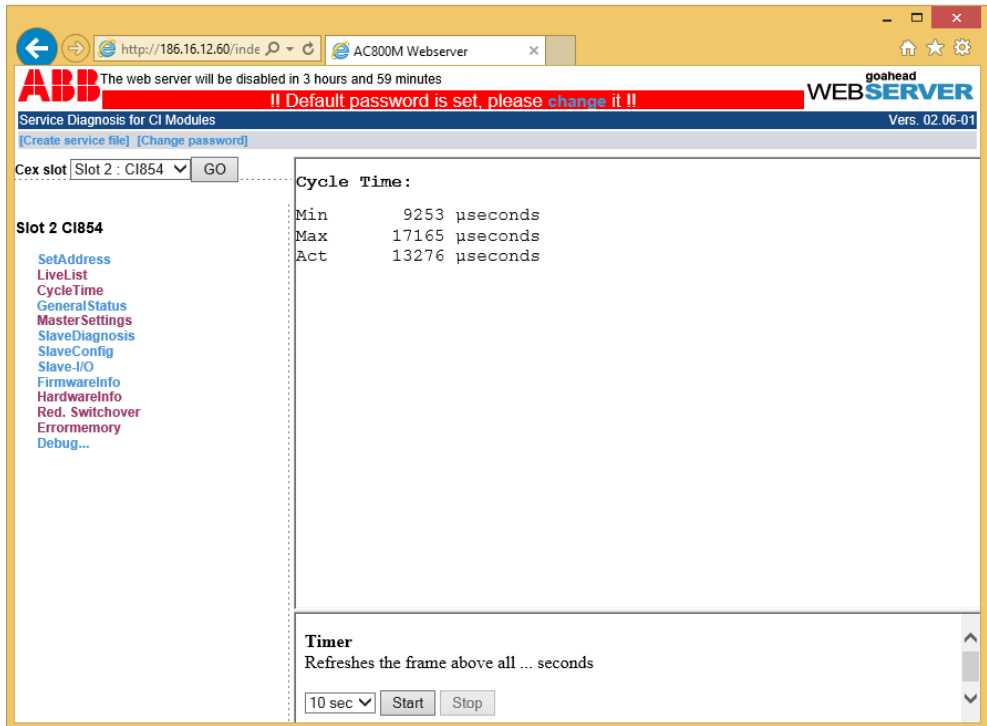 http://186.16.12.60/inde
AC800M Webserver
ABB
The web server will be disabled in 3 hours and 59 minutes
!! Default password is set, please change it !!
goahead
WEBSERVER
Service Diagnosis for CI Modules
Vers. 02.06-01
[Create service file] [Change password]
Cex slot Slot 2 : CI854 GO
Slot 2 CI854
SetAddress
LiveList
CycleTime
GeneralStatus
MasterSettings
SlaveDiagnosis
SlaveConfig
Slave-I/O
FirmwareInfo
HardwareInfo
Red. Switchover
Errormemory
Debug...
Cycle Time:
Min 9253 µseconds
Max 17165 µseconds
Act 13276 µseconds
Timer
Refreshes the frame above all ... seconds
10 sec Start Stop